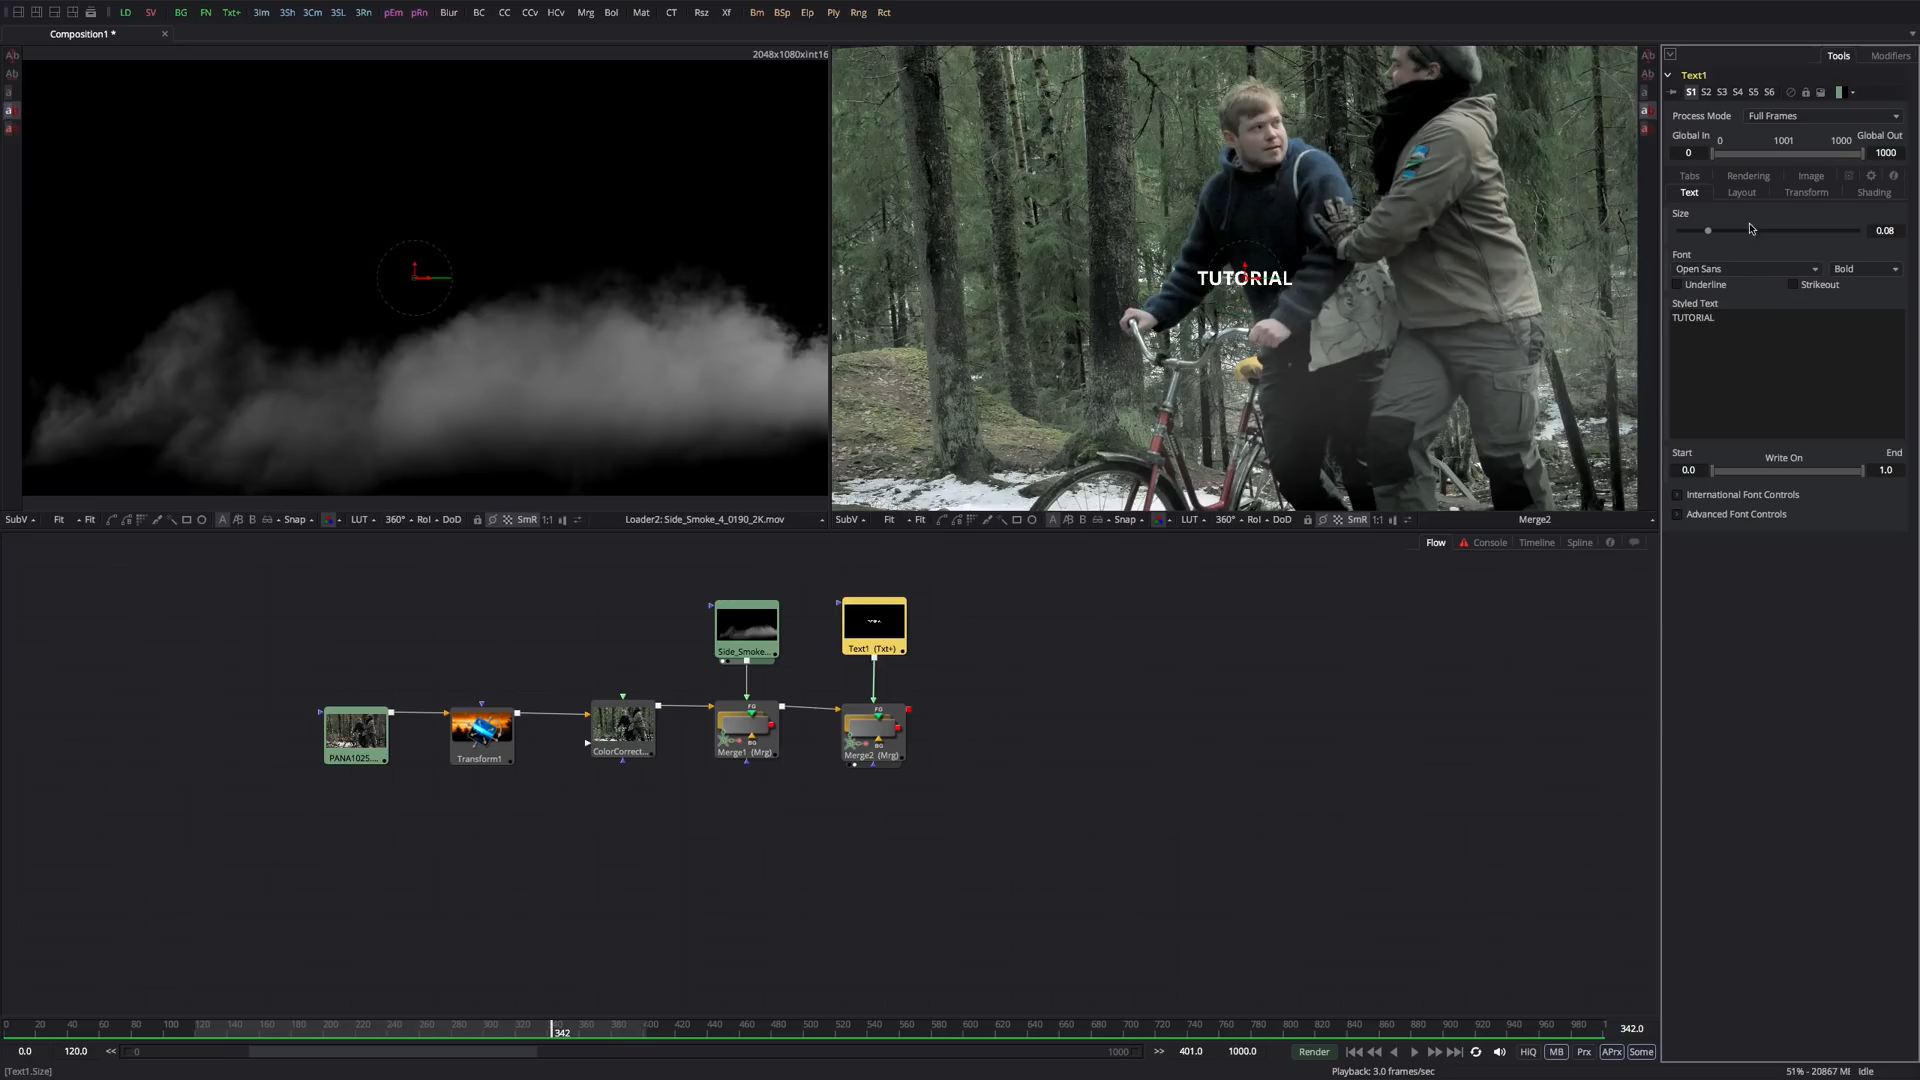 LD SV BG FN Txt+ 3Im 3Sh 3Cm 3SL 3Rn pEm pRn Blur BC CC CCv HCv Mrg Bol Mat CT Rsz Xf Bm BSp Elp Ply Rng Rct
Composition1 *
2048x1080xint16
TUTORIAL
SubV Fit Fit A B Snap LUT 360° RoI DoD SmR 1:1 Loader2: Side_Smoke_4_0190_2K.mov
SubV Fit Fit A B Snap LUT 360° RoI DoD SmR 1:1 Merge2
Tools Modifiers
Text1
S1 S2 S3 S4 S5 S6
Process Mode Full Frames
Global In 0 1001 1000 Global Out
0 1000
Tabs Rendering Image
Text Layout Transform Shading
Size
0.08
Font
Open Sans Bold
Underline Strikeout
Styled Text
TUTORIAL
Start Write On End
0.0 1.0
International Font Controls
Advanced Font Controls
Flow Console Timeline Spline
Side_Smoke...
Text1 (Txt+)
PANA1025....
Transform1
ColorCorrect...
FG
BG
Merge1 (Mrg)
FG
BG
Merge2 (Mrg)
0 20 40 60 80 100 120 140 160 180 200 220 240 260 280 300 320 342 360 380 400 420 440 460 480 500 520 540 560 580 600 620 640 660 680 700 720 740 760 780 800 820 840 860 880 900 920 940 960 980 342.0
0.0 120.0 << 0 1000 >> 401.0 1000.0 Render HiQ MB Prx APrx Some
[Text1.Size] Playback: 3.0 frames/sec 51% - 20867 ME Idle